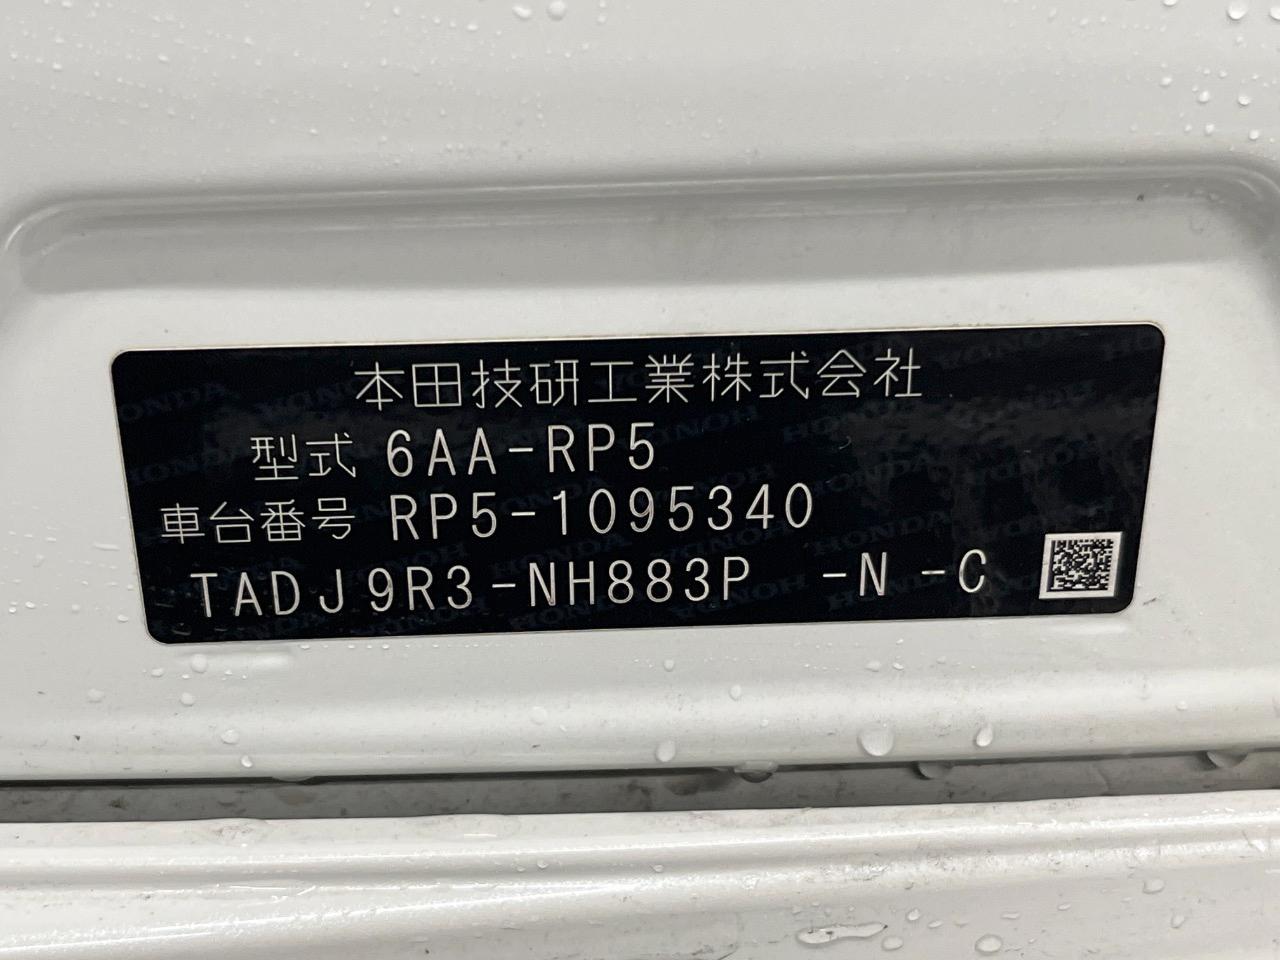 本田技研工業株式会社
型式 6AA-RP5
車台番号 RP5-1095340
TADJ9R3-NH883P -N -C